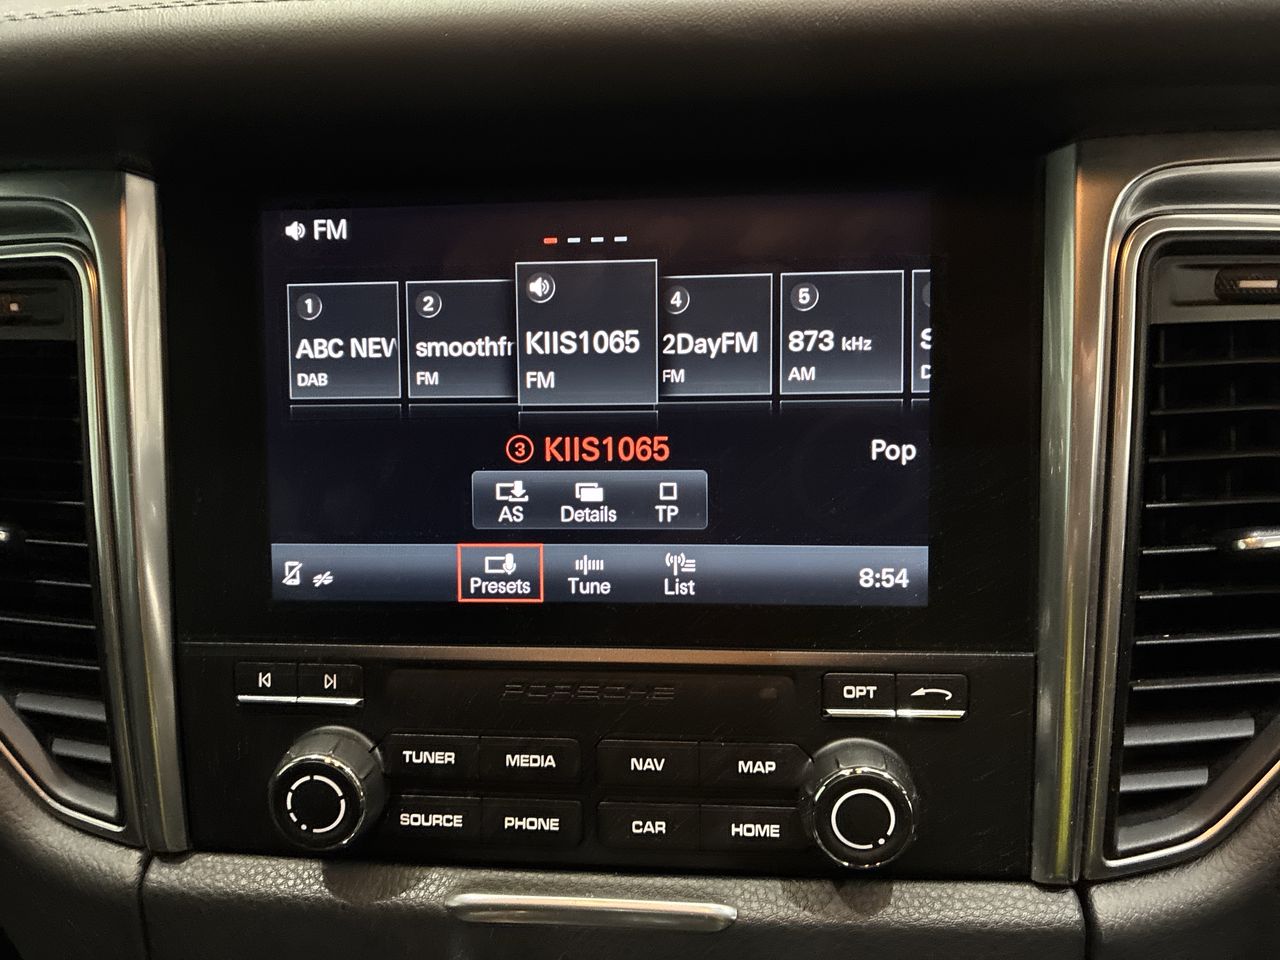 FM
1
ABC NEW
DAB
2
smoothfr
FM
KIIS1065
FM
4
2DayFM
FM
5
873 kHz
AM
S
D
3 KIIS1065
Pop
AS
Details
TP
Presets
Tune
List
8:54
PORSCHE
OPT
TUNER
MEDIA
NAV
MAP
SOURCE
PHONE
CAR
HOME